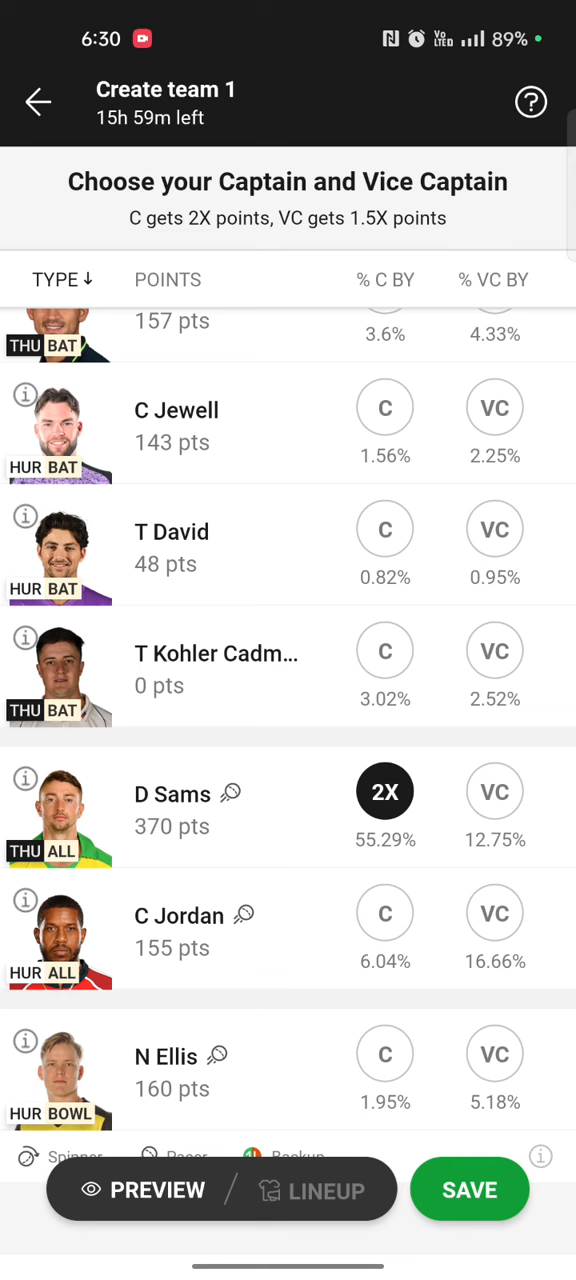 6:30
VO LTED 89%
Create team 1
15h 59m left
?
Choose your Captain and Vice Captain
C gets 2X points, VC gets 1.5X points
TYPE↓ POINTS % C BY % VC BY
157 pts
THU BAT 3.6% 4.33%
i C Jewell C VC
143 pts
HUR BAT 1.56% 2.25%
i T David C VC
48 pts
HUR BAT 0.82% 0.95%
i T Kohler Cadm... C VC
0 pts
THU BAT 3.02% 2.52%
i D Sams 2X VC
370 pts
THU ALL 55.29% 12.75%
i C Jordan C VC
155 pts
HUR ALL 6.04% 16.66%
i N Ellis C VC
160 pts
HUR BOWL 1.95% 5.18%
Spinner Pacer Backup i
PREVIEW / LINEUP SAVE